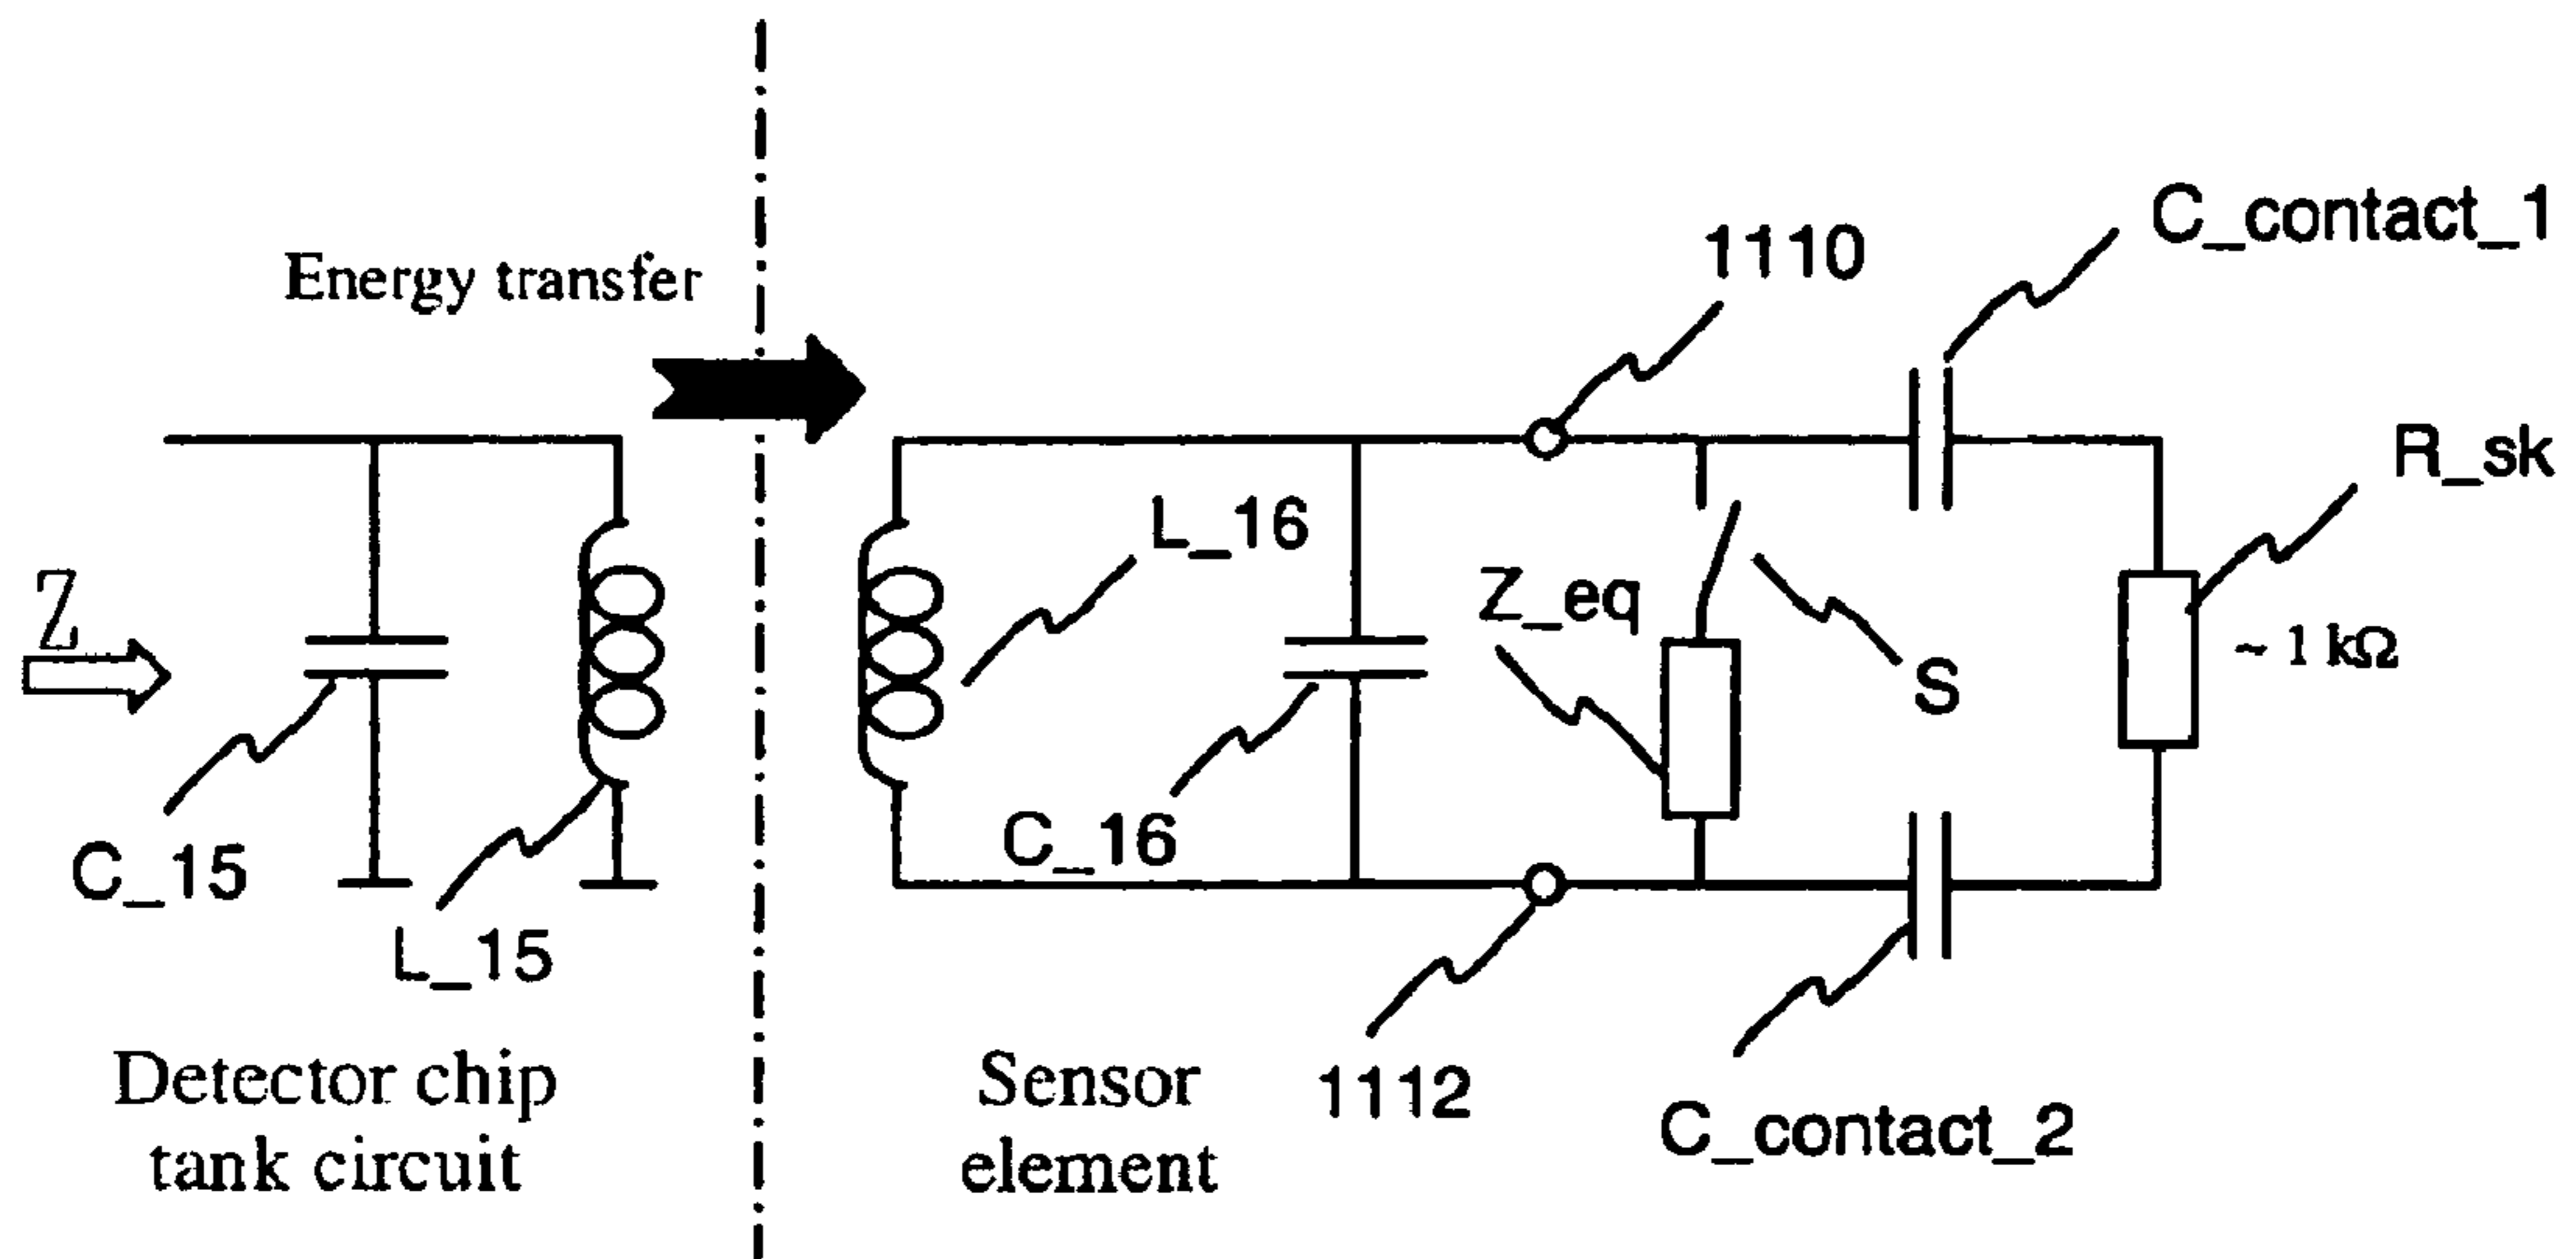 C_contact_1
1110
Energy transfer
R_sk
L_16
Z_eq
Z
~ 1 kΩ
S
C_16
C_15
L_15
Detector chip
tank circuit
Sensor
element
1112
C_contact_2